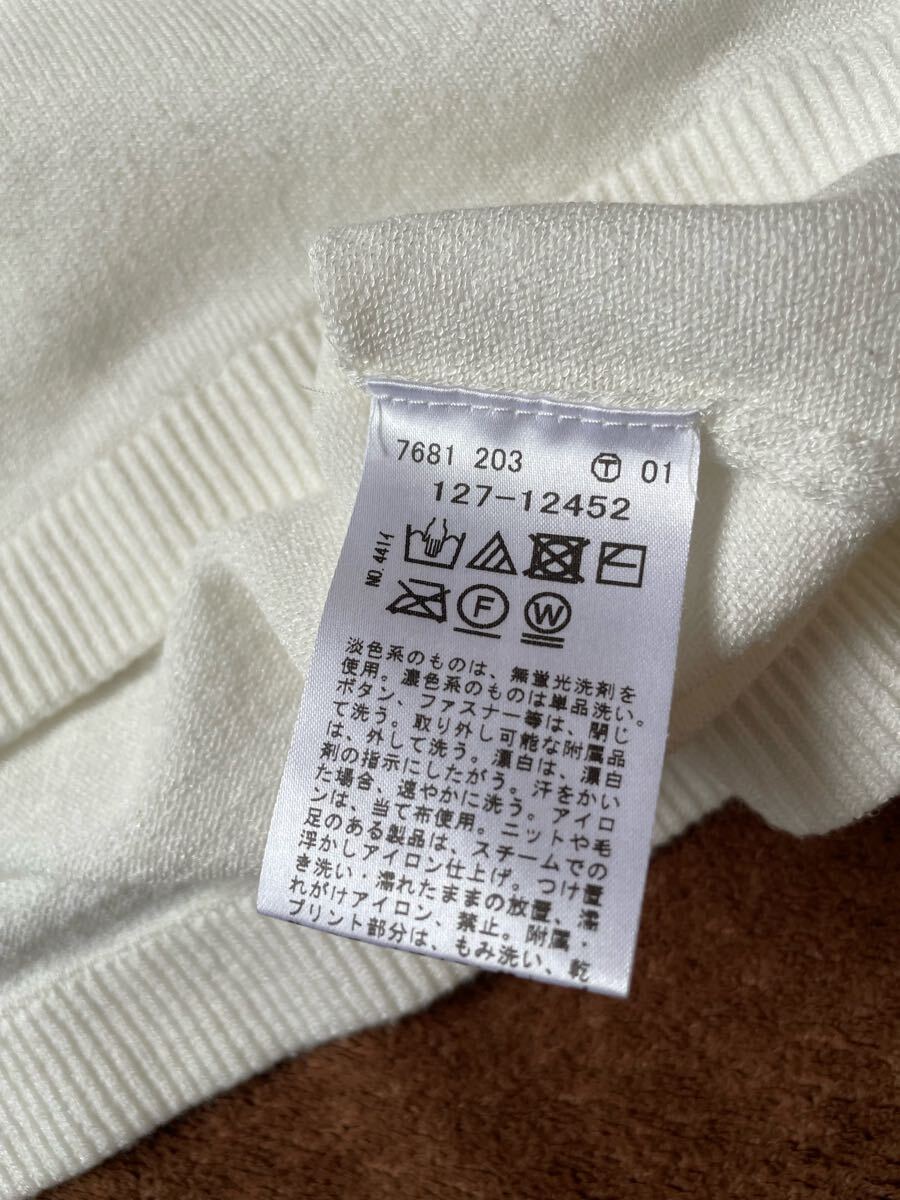 7681 203 Ⓣ 01
127-12452
NO. 4414
F W
淡色系のものは、無蛍光洗剤を
使用。濃色系のものは単品洗い。
ボタン、ファスナー等は、閉じ
て洗う。取り外し可能な附属品
は、外して洗う。漂白は、漂白
剤の指示にしたがう。汗をかい
た場合、速やかに洗う。アイロ
ンは、当て布使用。ニットや毛
足のある製品は、スチームでの
浮かしアイロン仕上げ。つけ置
き洗い・濡れたままの放置、濡
れがけアイロン、禁止。附属・
プリント部分は、もみ洗い、乾